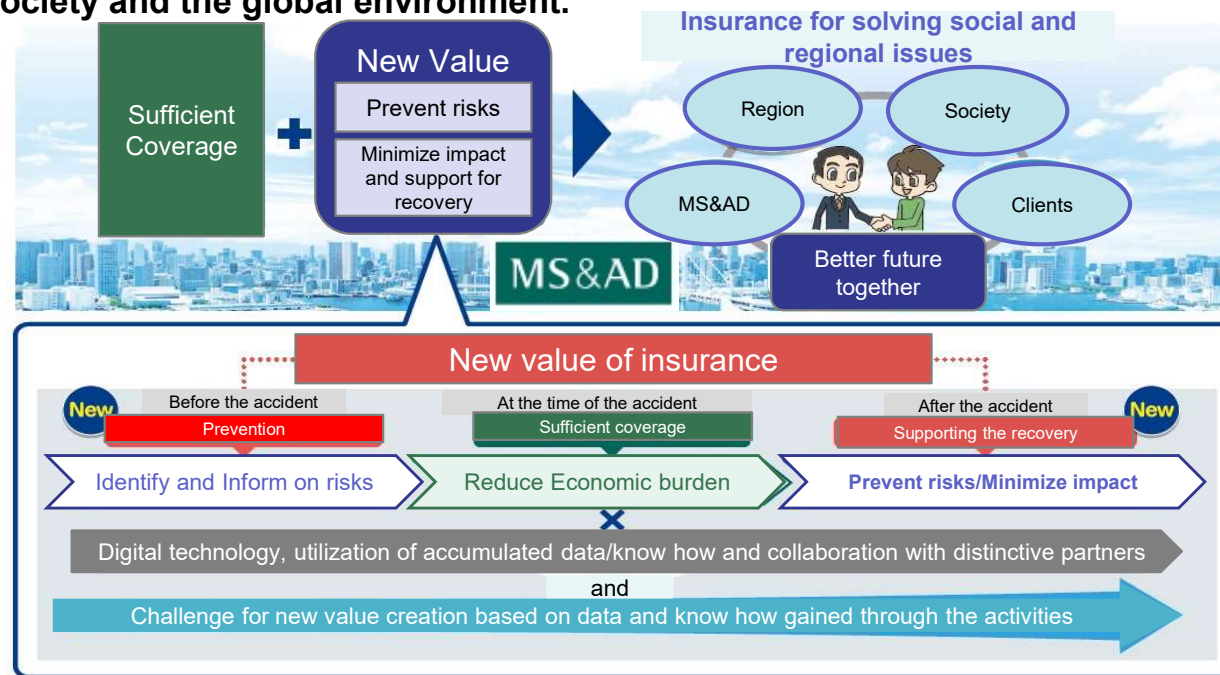 ociety and the global environment.
Insurance for solving social and
regional issues
Sufficient
Coverage
New Value
Prevent risks
Minimize impact
and support for
recovery
Region
Society
MS&AD
Clients
Better future
together
MS&AD
New value of insurance
New
Before the accident
Prevention
At the time of the accident
Sufficient coverage
After the accident
Supporting the recovery
New
Identify and Inform on risks
Reduce Economic burden
Prevent risks/Minimize impact
Digital technology, utilization of accumulated data/know how and collaboration with distinctive partners
and
Challenge for new value creation based on data and know how gained through the activities